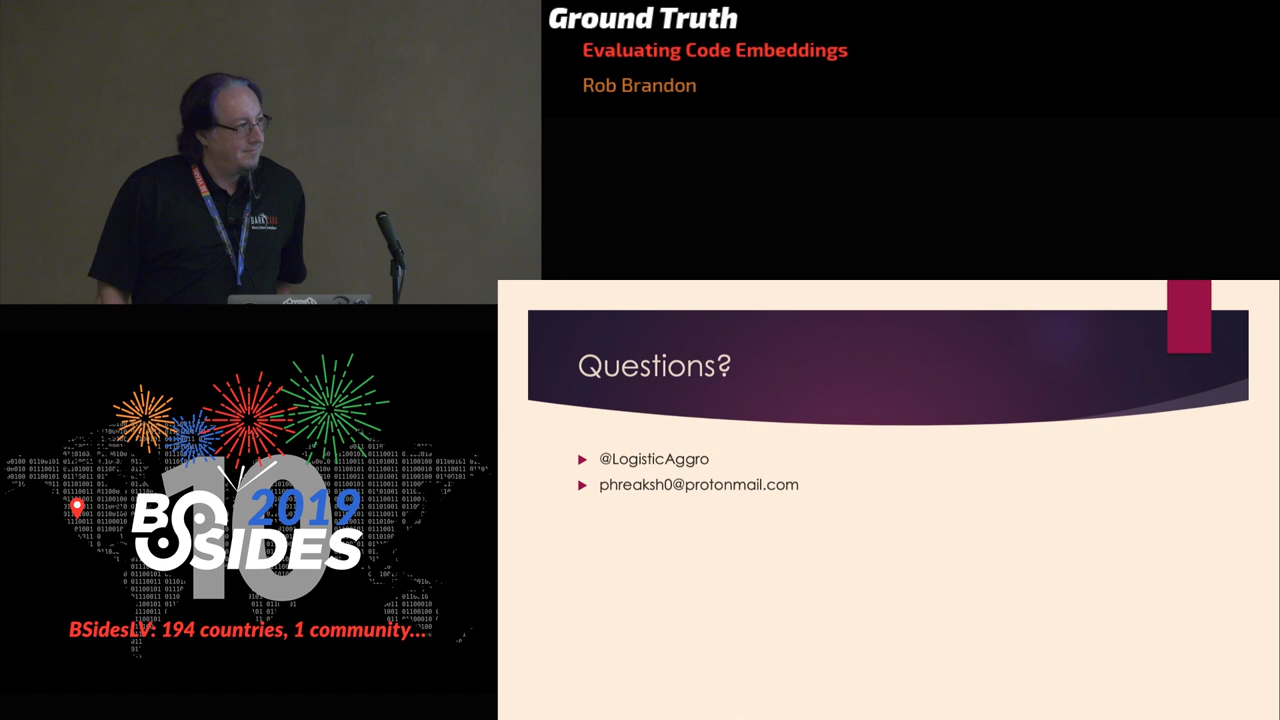 Ground Truth
Evaluating Code Embeddings
Rob Brandon
Questions?
@LogisticAggro
phreaksh0@protonmail.com
10
2019
BSIDES
BSidesLV: 194 countries, 1 community...